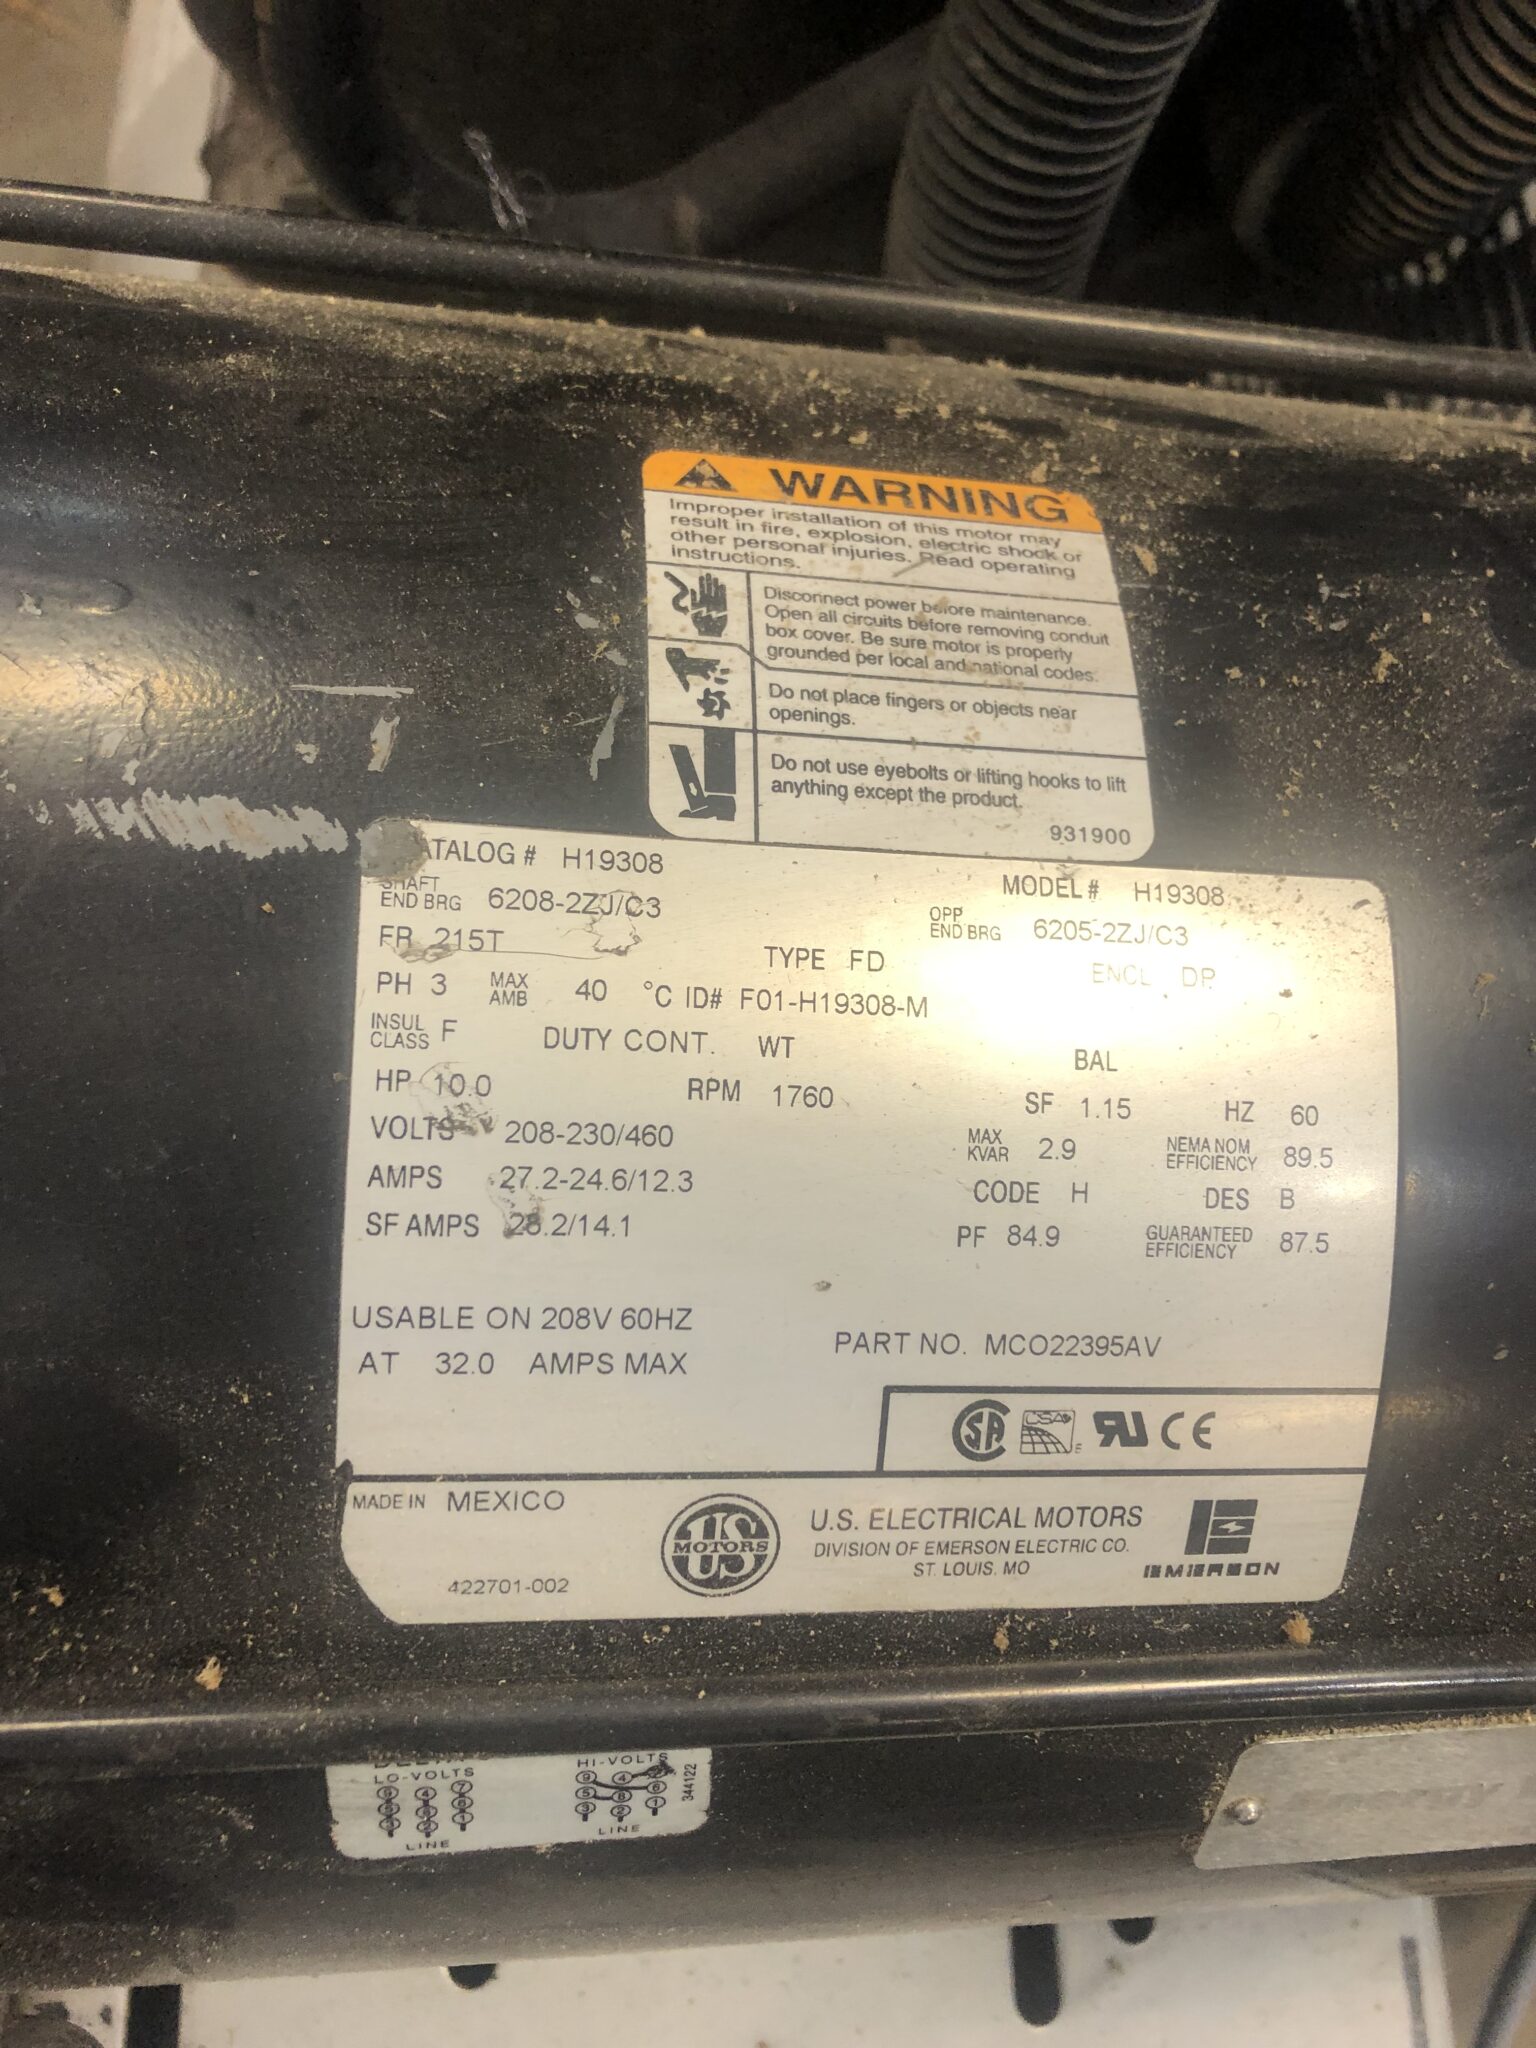 WARNING
Improper installation of this motor may
result in fire, explosion, electric shock or
other personal injuries. Read operating
instructions.
Disconnect power before maintenance.
Open all circuits before removing conduit
box cover. Be sure motor is properly
grounded per local and national codes.
Do not place fingers or objects near
openings.
Do not use eyebolts or lifting hooks to lift
anything except the product.
931900
ATALOG # H19308 MODEL # H19308
SHAFT END BRG 6208-2ZJ/C3 OPP END BRG 6205-2ZJ/C3
FR 215T TYPE FD ENCL DP
PH 3 MAX AMB 40 °C ID# F01-H19308-M
INSUL CLASS F DUTY CONT. WT BAL
HP 10.0 RPM 1760 SF 1.15 HZ 60
VOLTS 208-230/460 MAX KVAR 2.9 NEMA NOM EFFICIENCY 89.5
AMPS 27.2-24.6/12.3 CODE H DES B
SF AMPS 28.2/14.1 PF 84.9 GUARANTEED EFFICIENCY 87.5
USABLE ON 208V 60HZ
AT 32.0 AMPS MAX
PART NO. MCO22395AV
SA CSA E RU CE
MADE IN MEXICO
US MOTORS
U.S. ELECTRICAL MOTORS
DIVISION OF EMERSON ELECTRIC CO.
ST. LOUIS, MO
EMERSON
422701-002
LO-VOLTS
LINE
HI-VOLTS
LINE
344122